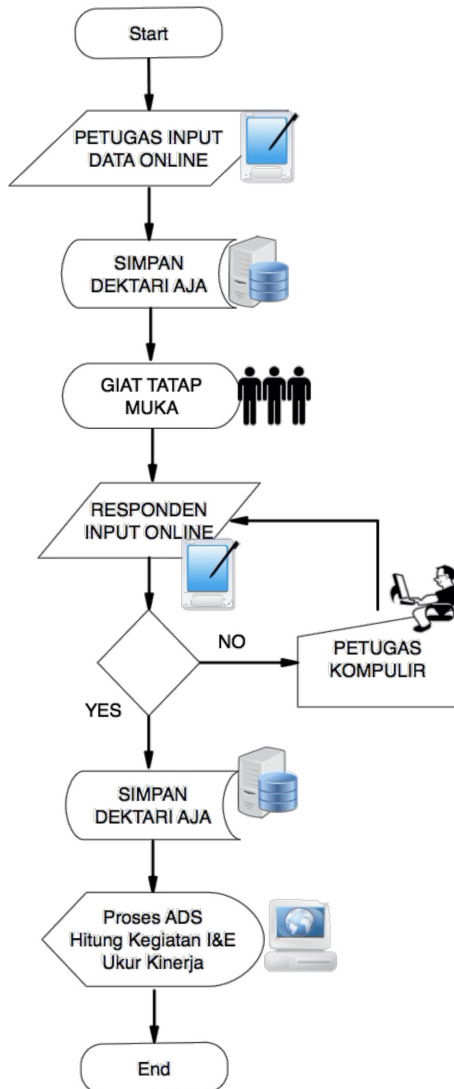 Start
PETUGAS INPUT
DATA ONLINE
SIMPAN
DEKTARI AJA
GIAT TATAP
MUKA
RESPONDEN
INPUT ONLINE
NO
PETUGAS
KOMPULIR
YES
SIMPAN
DEKTARI AJA
Proses ADS
Hitung Kegiatan I&E
Ukur Kinerja
End